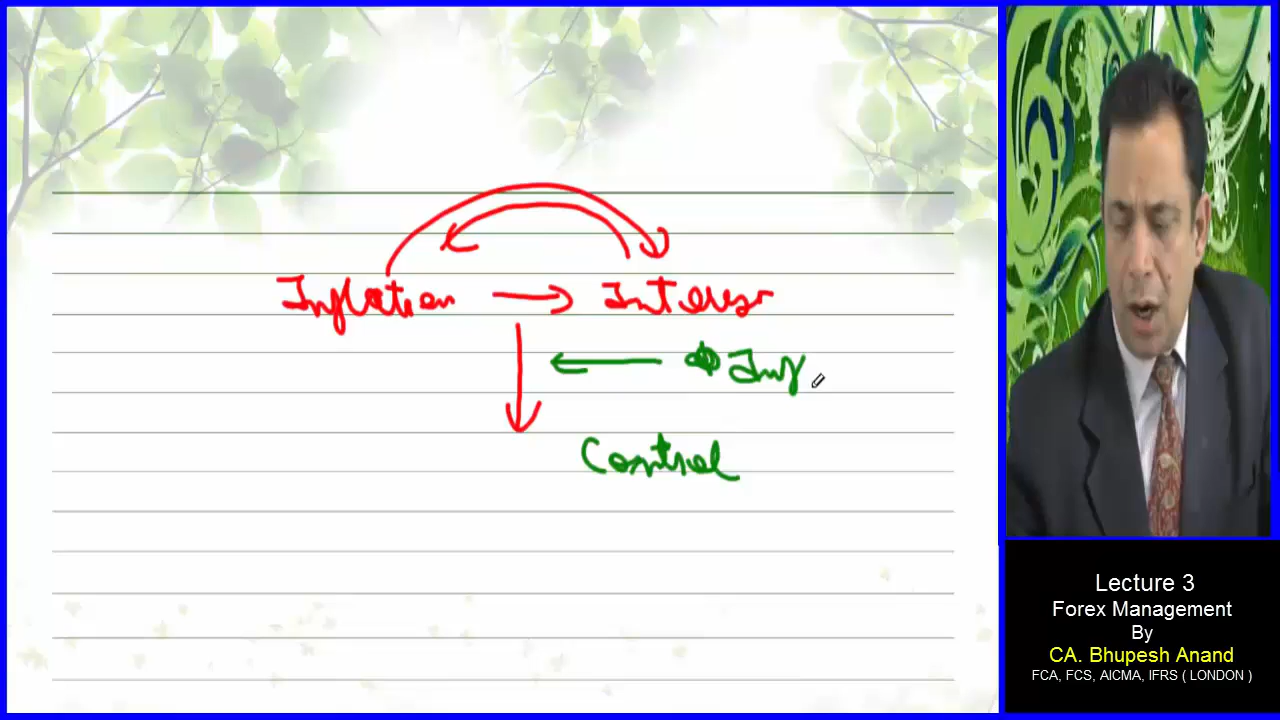 Inflation → Interest
Inf
Control
Lecture 3
Forex Management
By
CA. Bhupesh Anand
FCA, FCS, AICMA, IFRS ( LONDON )